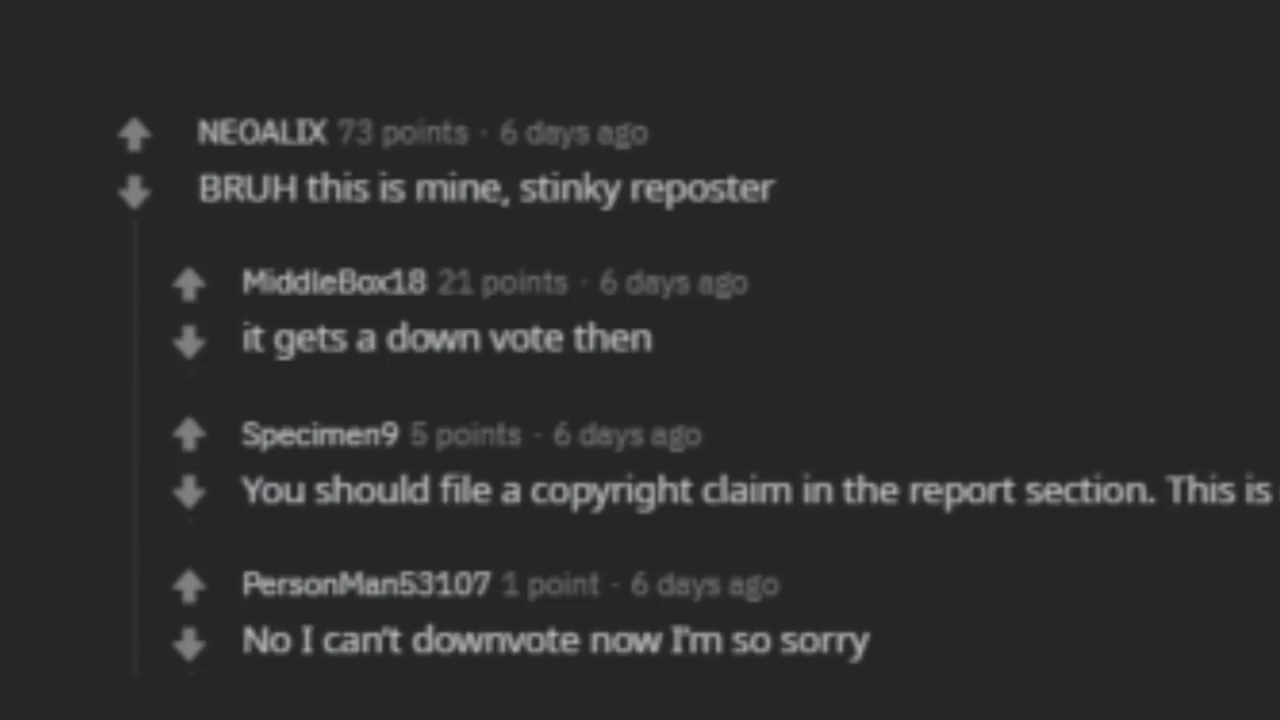 NEOALIX 73 points · 6 days ago
BRUH this is mine, stinky reposter
MiddleBox18 21 points · 6 days ago
it gets a down vote then
Specimen9 5 points · 6 days ago
You should file a copyright claim in the report section. This is
PersonMan53107 1 point · 6 days ago
No I can't downvote now I'm so sorry